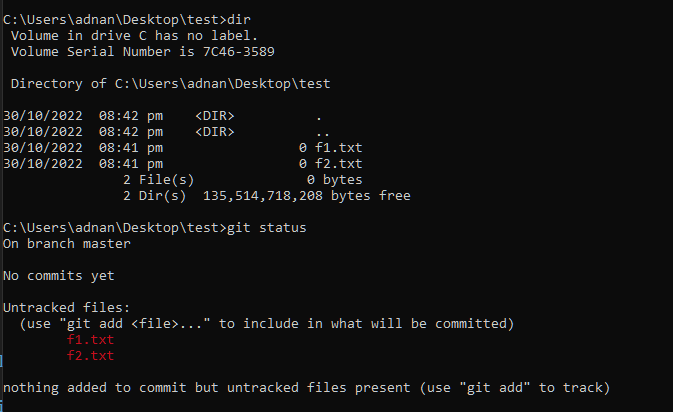 C:\Users\adnan\Desktop\test>dir
 Volume in drive C has no label.
 Volume Serial Number is 7C46-3589

 Directory of C:\Users\adnan\Desktop\test

30/10/2022  08:42 pm    <DIR>          .
30/10/2022  08:42 pm    <DIR>          ..
30/10/2022  08:41 pm                 0 f1.txt
30/10/2022  08:41 pm                 0 f2.txt
               2 File(s)              0 bytes
               2 Dir(s)  135,514,718,208 bytes free

C:\Users\adnan\Desktop\test>git status
On branch master

No commits yet

Untracked files:
  (use "git add <file>..." to include in what will be committed)
        f1.txt
        f2.txt

nothing added to commit but untracked files present (use "git add" to track)